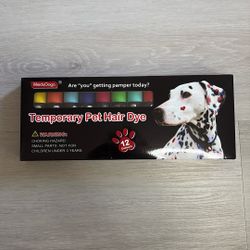 MeduDogs
Are "you" getting pamper today?
Temporary Pet Hair Dye
WARNING:
CHOKING HAZARD!
SMALL PARTS. NOT FOR
CHILDREN UNDER 3 YEARS
12